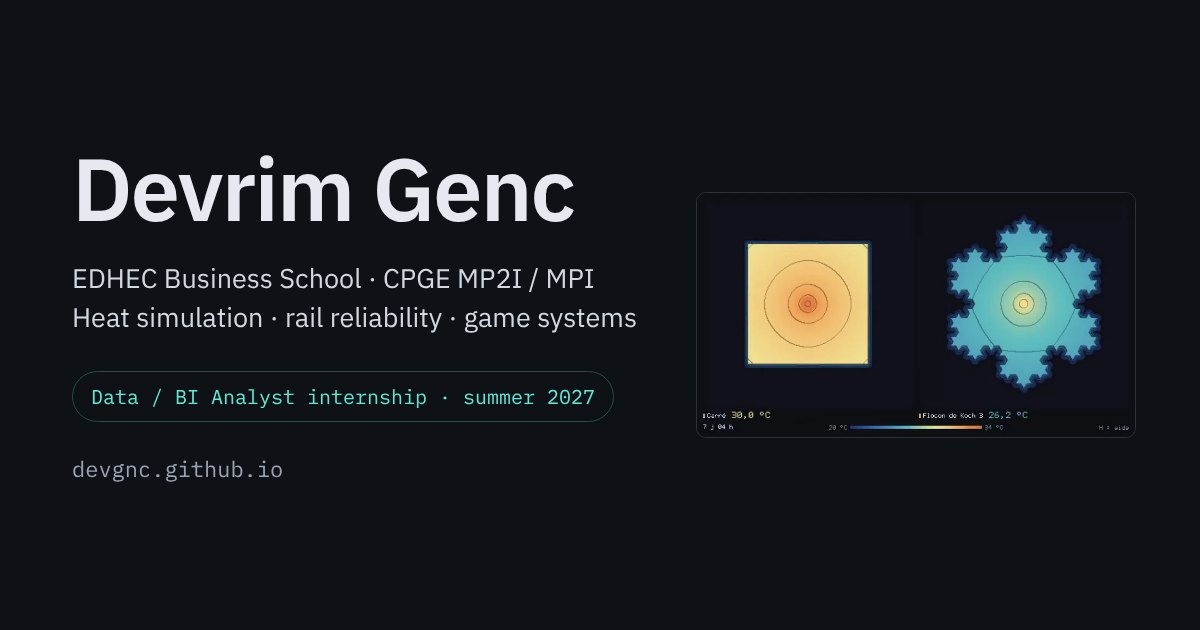 Devrim Genc
EDHEC Business School · CPGE MP2I / MPI
Heat simulation · rail reliability · game systems
Data / BI Analyst internship · summer 2027
devgnc.github.io
Carré 30,0 °C
7 j 04 h
Flocon de Koch 3 26,2 °C
20 °C
34 °C
H : aide